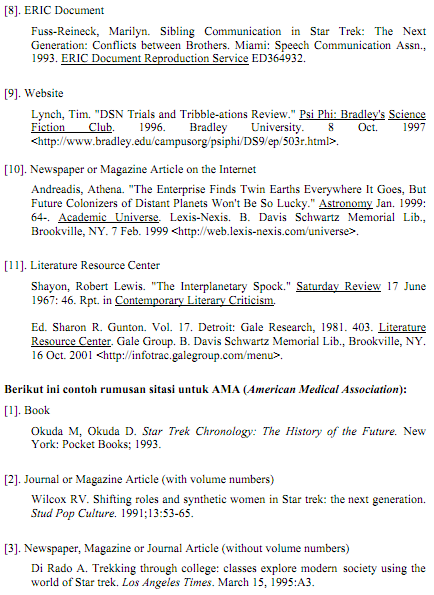 [8]. ERIC Document
Fuss-Reineck, Marilyn. Sibling Communication in Star Trek: The Next
Generation: Conflicts between Brothers. Miami: Speech Communication Assn.,
1993. ERIC Document Reproduction Service ED364932.
[9]. Website
Lynch, Tim. "DSN Trials and Tribble-ations Review." Psi Phi: Bradley's Science
Fiction Club. 1996. Bradley University. 8 Oct. 1997
<http://www.bradley.edu/campusorg/psiphi/DS9/ep/503r.html>.
[10]. Newspaper or Magazine Article on the Internet
Andreadis, Athena. "The Enterprise Finds Twin Earths Everywhere It Goes, But
Future Colonizers of Distant Planets Won't Be So Lucky." Astronomy Jan. 1999:
64-. Academic Universe. Lexis-Nexis. B. Davis Schwartz Memorial Lib.,
Brookville, NY. 7 Feb. 1999 <http://web.lexis-nexis.com/universe>.
[11]. Literature Resource Center
Shayon, Robert Lewis. "The Interplanetary Spock." Saturday Review 17 June
1967: 46. Rpt. in Contemporary Literary Criticism.
Ed. Sharon R. Gunton. Vol. 17. Detroit: Gale Research, 1981. 403. Literature
Resource Center. Gale Group. B. Davis Schwartz Memorial Lib., Brookville, NY.
16 Oct. 2001 <http://infotrac.galegroup.com/menu>.
Berikut ini contoh rumusan sitasi untuk AMA (American Medical Association):
[1]. Book
Okuda M, Okuda D. Star Trek Chronology: The History of the Future. New
York: Pocket Books; 1993.
[2]. Journal or Magazine Article (with volume numbers)
Wilcox RV. Shifting roles and synthetic women in Star trek: the next generation.
Stud Pop Culture. 1991;13:53-65.
[3]. Newspaper, Magazine or Journal Article (without volume numbers)
Di Rado A. Trekking through college: classes explore modern society using the
world of Star trek. Los Angeles Times. March 15, 1995:A3.